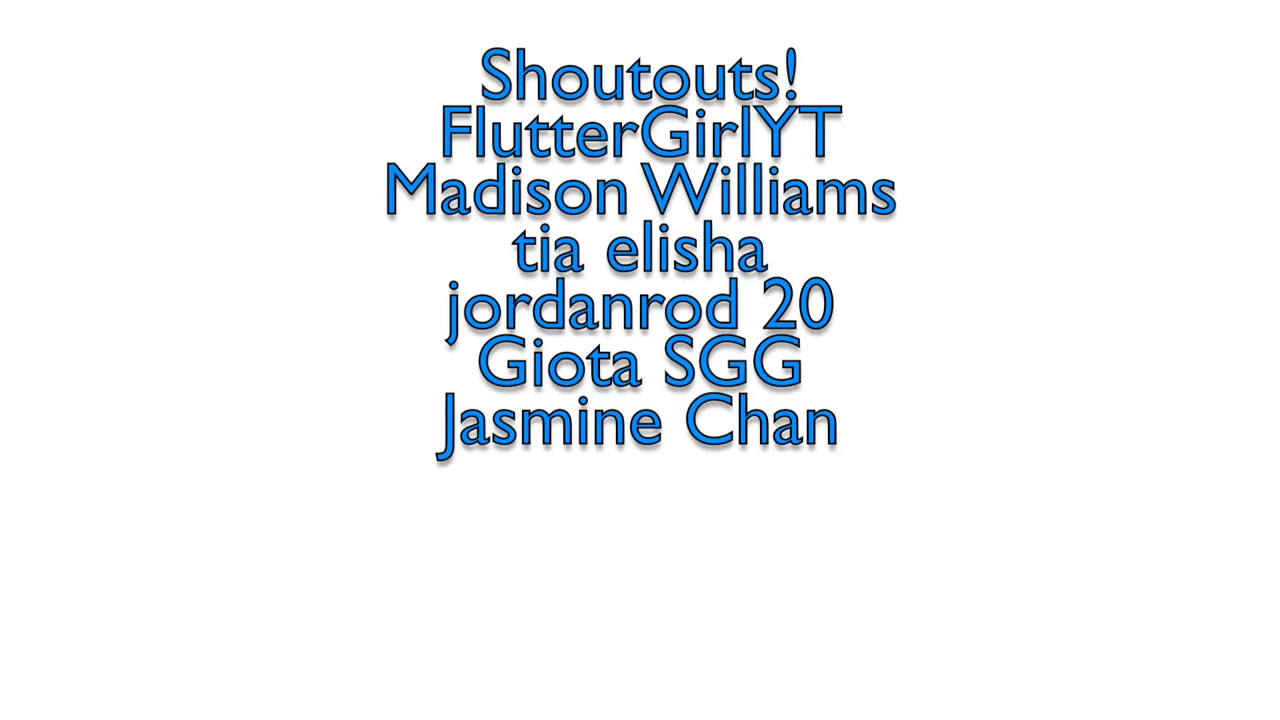 Shoutouts!
FlutterGirlYT
Madison Williams
tia elisha
jordanrod 20
Giota SGG
Jasmine Chan